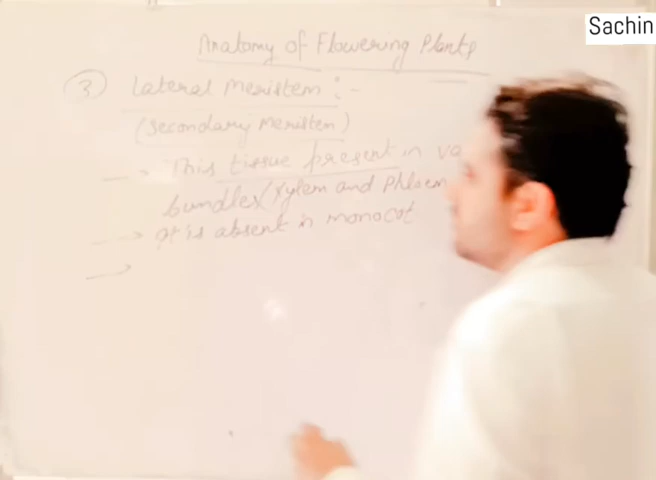 Sachin
Anatomy of Flowering Plants
3 Lateral Meristem :-
(Secondary Meristem)
--> This tissue present in va
bundles (Xylem and Phloem
--> It is absent in monocot
-->